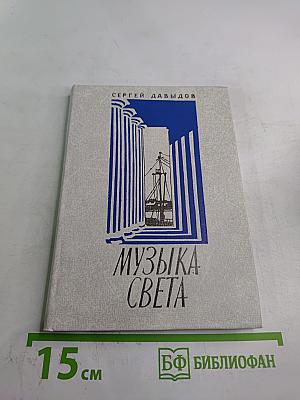 СЕРГЕЙ ДАВЫДОВ
МУЗЫКА
СВЕТА
15 см
БФ БИБЛИОФАН